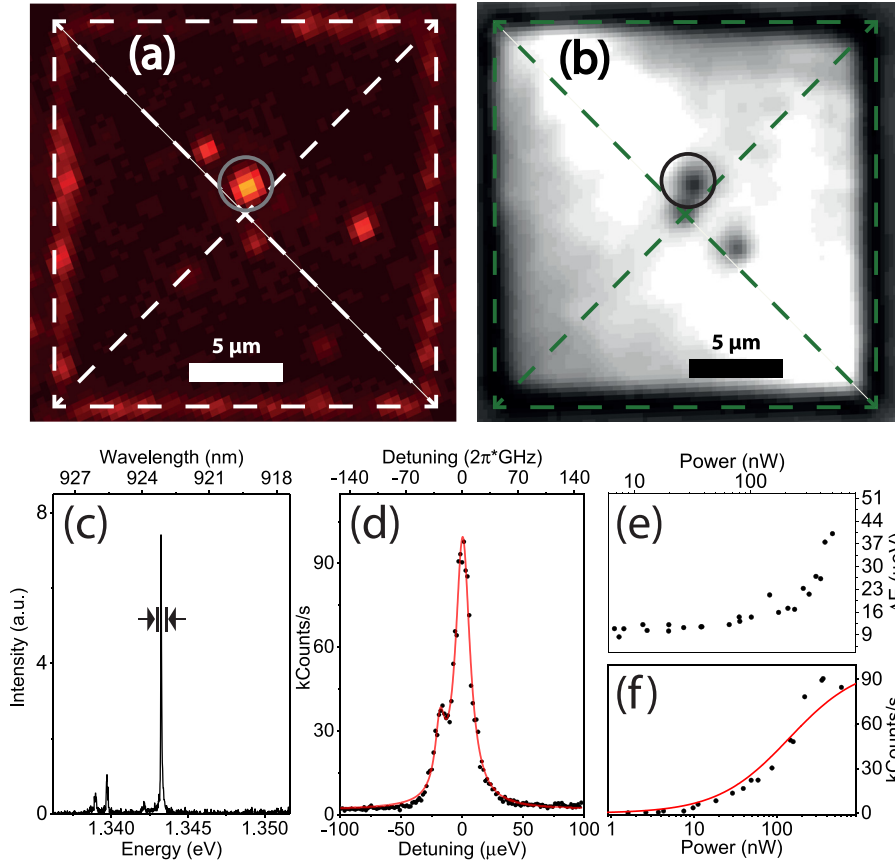 (a)
5 µm
(b)
5 µm
Wavelength (nm)
927 924 921 918
(c)
8
4
0
Intensity (a.u.)
1.340 1.345 1.350
Energy (eV)
Detuning (2π*GHz)
-140 -70 0 70 140
(d)
90
60
30
0
kCounts/s
-100 -50 0 50 100
Detuning (µeV)
Power (nW)
10 100
(e)
51
44
37
30
23
16
9
(f)
90
60
30
0
kCounts/s
1 10 100
Power (nW)